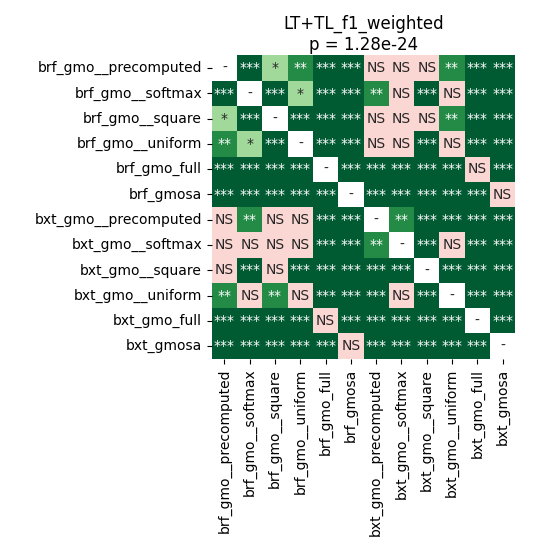 LT+TL_f1_weighted
p = 1.28e-24
brf_gmo__precomputed - *** * ** *** *** NS NS NS ** *** ***
brf_gmo__softmax *** - *** * *** *** ** NS *** NS *** ***
brf_gmo__square * *** - *** *** *** NS NS NS ** *** ***
brf_gmo__uniform ** * *** - *** *** NS NS *** NS *** ***
brf_gmo_full *** *** *** *** - *** *** *** *** *** NS ***
brf_gmosa *** *** *** *** *** - *** *** *** *** *** NS
bxt_gmo__precomputed NS ** NS NS *** *** - ** *** *** *** ***
bxt_gmo__softmax NS NS NS NS *** *** ** - *** NS *** ***
bxt_gmo__square NS *** NS *** *** *** *** *** - *** *** ***
bxt_gmo__uniform ** NS ** NS *** *** *** NS *** - *** ***
bxt_gmo_full *** *** *** *** NS *** *** *** *** *** - ***
bxt_gmosa *** *** *** *** *** NS *** *** *** *** *** -
brf_gmo__precomputed
brf_gmo__softmax
brf_gmo__square
brf_gmo__uniform
brf_gmo_full
brf_gmosa
bxt_gmo__precomputed
bxt_gmo__softmax
bxt_gmo__square
bxt_gmo__uniform
bxt_gmo_full
bxt_gmosa